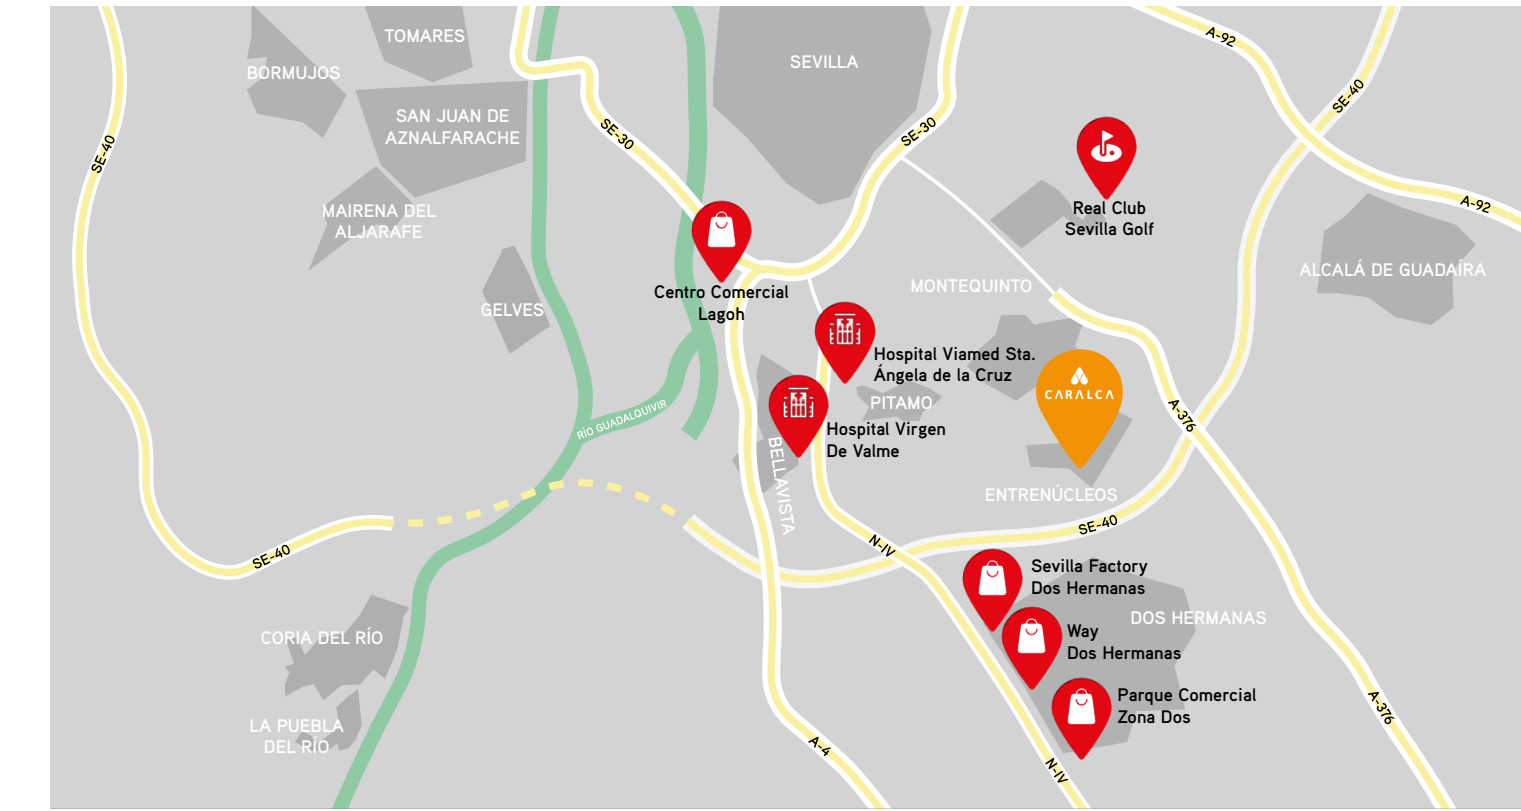 TOMARES
A-92
SEVILLA
BORMUJOS
SE-40
SAN JUAN DE
AZNALFARACHE
SE-30
SE-30
SE-40
A-92
Real Club
Sevilla Golf
MAIRENA DEL
ALJARAFE
ALCALÁ DE GUADAÍRA
MONTEQUINTO
Centro Comercial
Lagoh
GELVES
Hospital Viamed Sta.
Ángela de la Cruz
CARALCA
PITAMO
RÍO GUADALQUIVIR
A-376
Hospital Virgen
De Valme
BELLAVISTA
ENTRENÚCLEOS
SE-40
SE-40
N-IV
Sevilla Factory
Dos Hermanas
DOS HERMANAS
Way
Dos Hermanas
CORIA DEL RÍO
Parque Comercial
Zona Dos
A-376
LA PUEBLA
DEL RÍO
A-4
N-IV